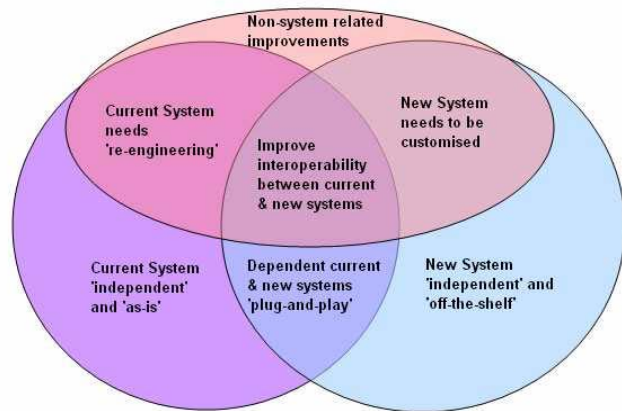 Non-system related
improvements
Current System
needs
're-engineering'
New System
needs to be
customised
Improve
interoperability
between current
& new systems
Current System
'independent'
and 'as-is'
Dependent current
& new systems
'plug-and-play'
New System
'independent' and
'off-the-shelf'